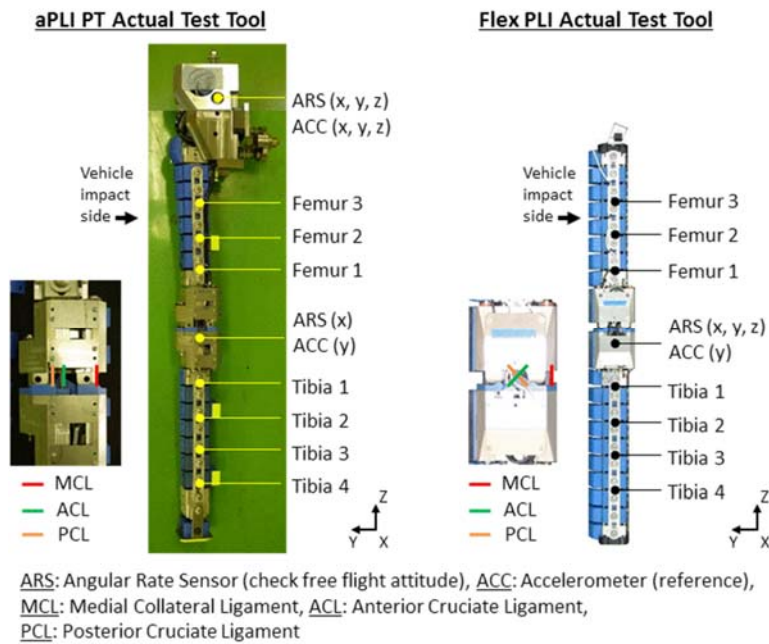 aPLI PT Actual Test Tool
Flex PLI Actual Test Tool
ARS (x, y, z)
ACC (x, y, z)
Vehicle
impact
side
Femur 3
Femur 2
Femur 1
ARS (x)
ACC (y)
Tibia 1
Tibia 2
Tibia 3
Tibia 4
MCL
ACL
PCL
Z
Y
X
Vehicle
impact
side
Femur 3
Femur 2
Femur 1
ARS (x, y, z)
ACC (y)
Tibia 1
Tibia 2
Tibia 3
Tibia 4
MCL
ACL
PCL
Z
Y
X
ARS: Angular Rate Sensor (check free flight attitude), ACC: Accelerometer (reference),
MCL: Medial Collateral Ligament, ACL: Anterior Cruciate Ligament,
PCL: Posterior Cruciate Ligament